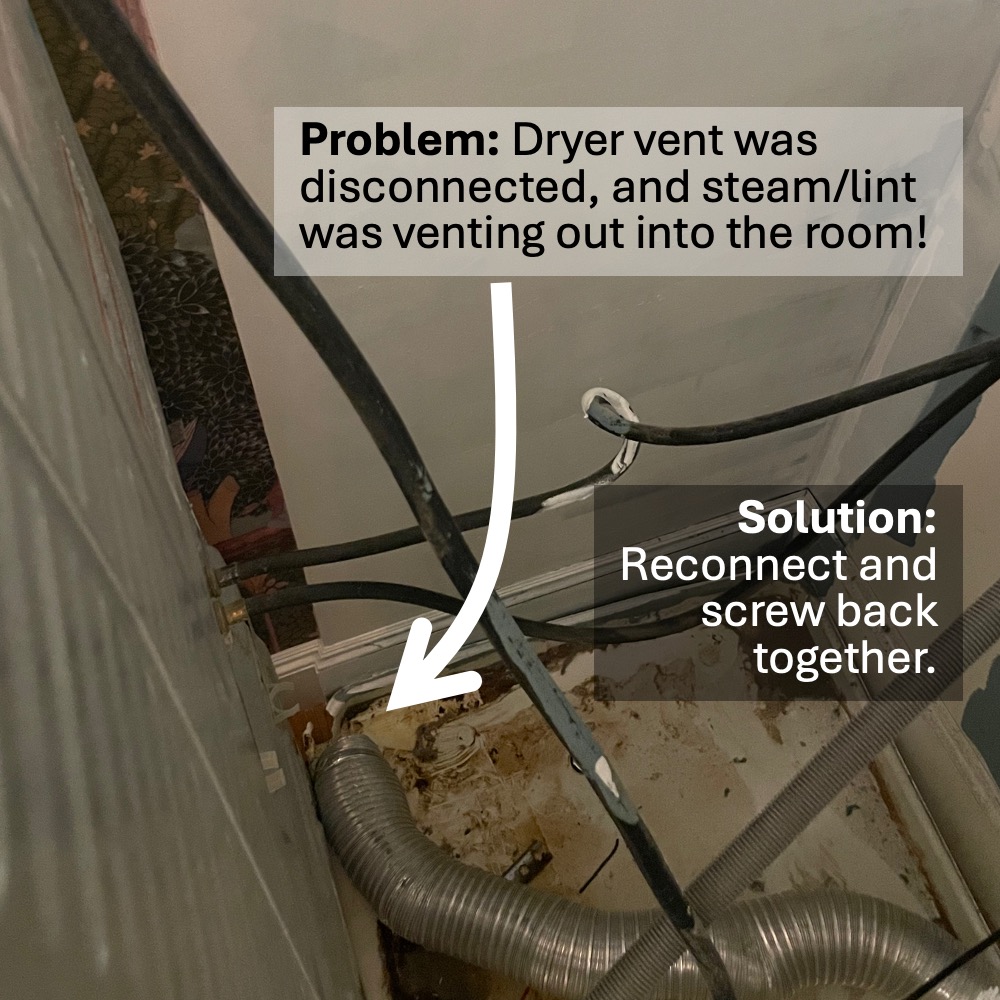 Problem: Dryer vent was
disconnected, and steam/lint
was venting out into the room!
Solution:
Reconnect and
screw back
together.